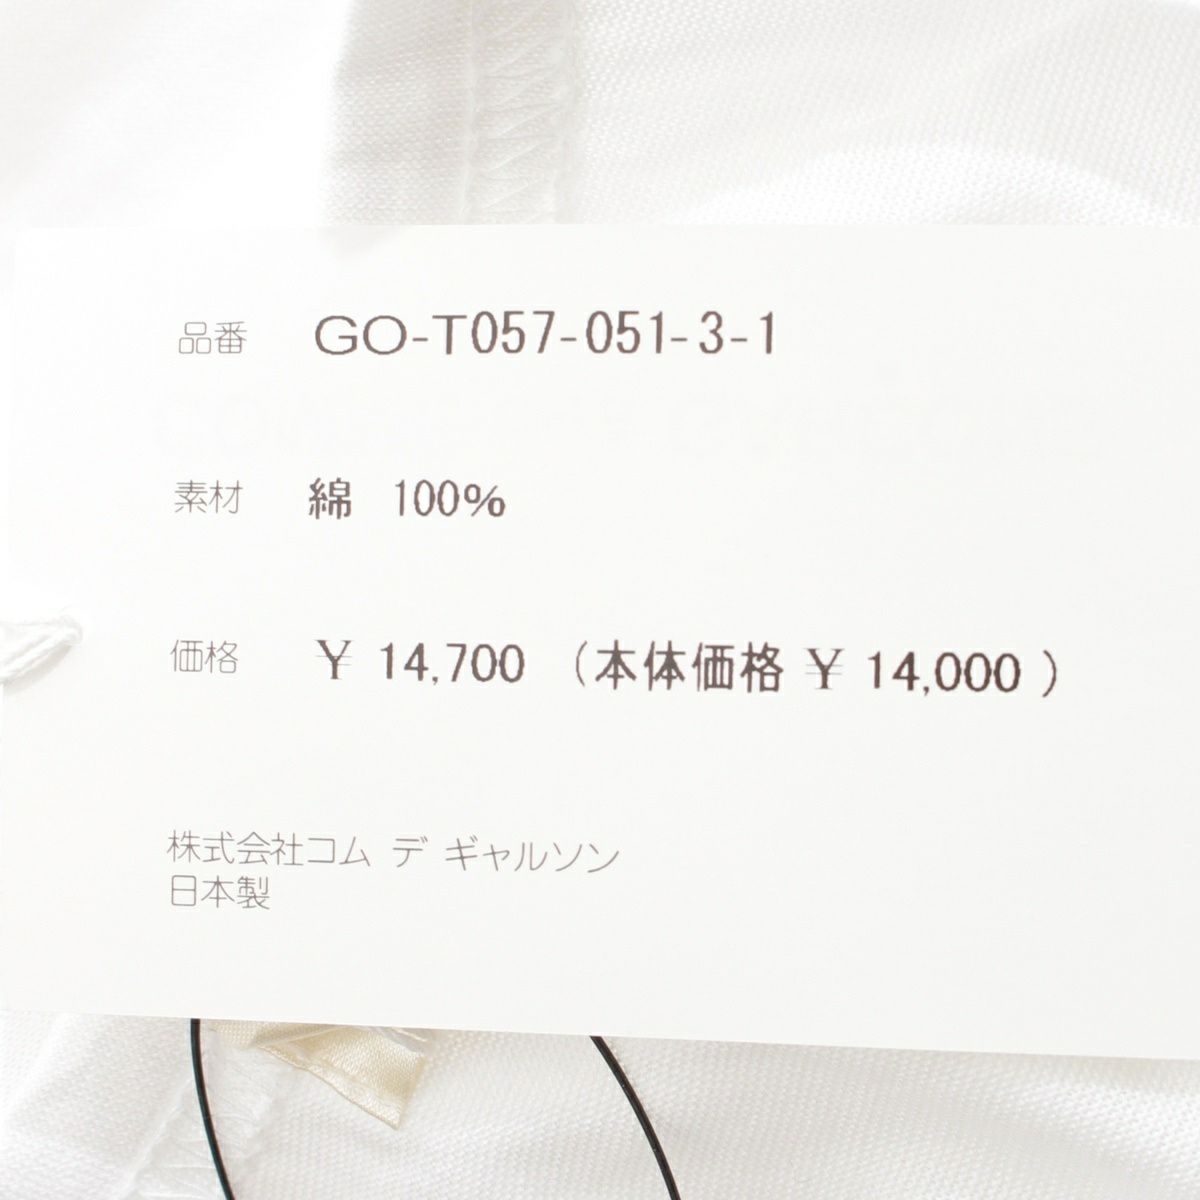 品番 GO-T057-051-3-1
素材 綿 100%
価格 ¥ 14,700 (本体価格 ¥ 14,000 )
株式会社コム デ ギャルソン
日本製